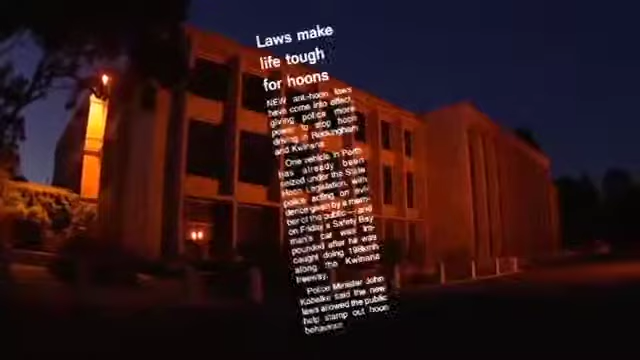 Laws make
life tough
for hoons
NEW anti-hoon laws
have come into effect,
giving police more
power to stop hoon
driving in Rockingham
and Kwinana.
One vehicle in Perth
has already been
seized under the State
Hoon Legislation, with
police acting on evi-
dence given by a mem-
ber of the public – and
on Friday a Safety Bay
man's car was im-
pounded after he was
caught doing 198kmh
along the Kwinana
freeway.
Police Minister John
Kobelke said the new
laws allowed the public
help stamp out hoon
behaviour.